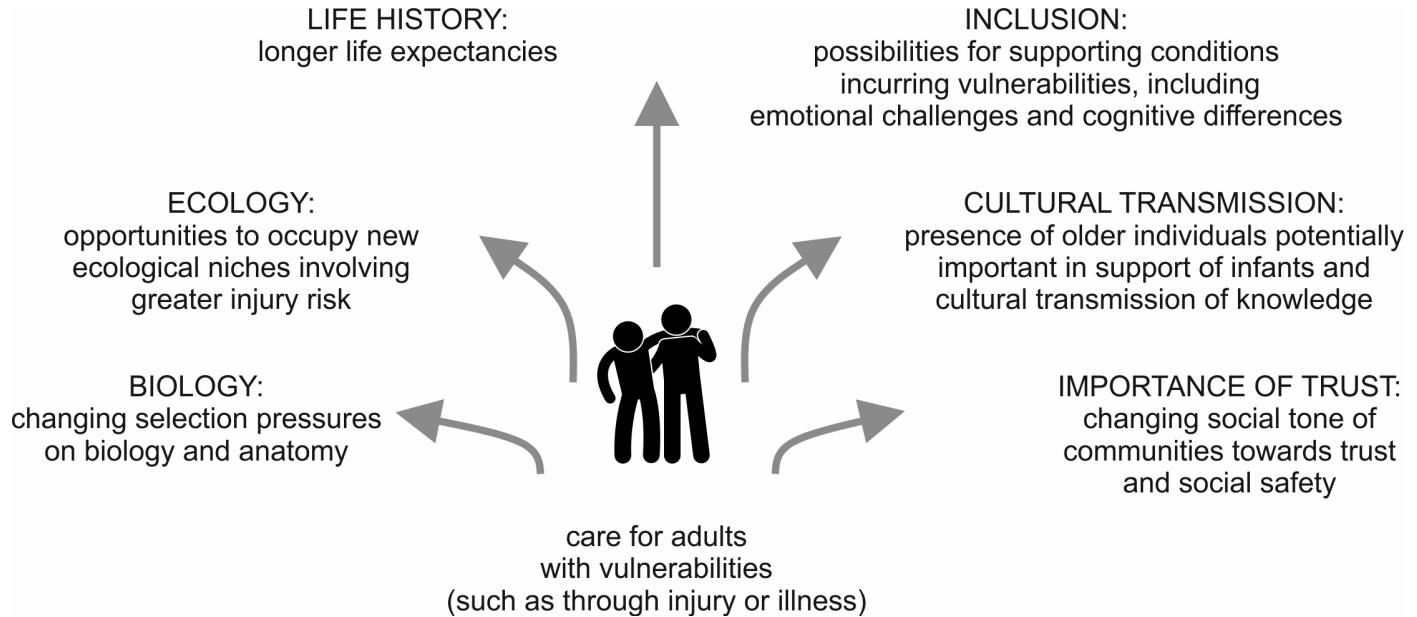 LIFE HISTORY:
longer life expectancies
INCLUSION:
possibilities for supporting conditions
incurring vulnerabilities, including
emotional challenges and cognitive differences
ECOLOGY:
opportunities to occupy new
ecological niches involving
greater injury risk
CULTURAL TRANSMISSION:
presence of older individuals potentially
important in support of infants and
cultural transmission of knowledge
BIOLOGY:
changing selection pressures
on biology and anatomy
IMPORTANCE OF TRUST:
changing social tone of
communities towards trust
and social safety
care for adults
with vulnerabilities
(such as through injury or illness)